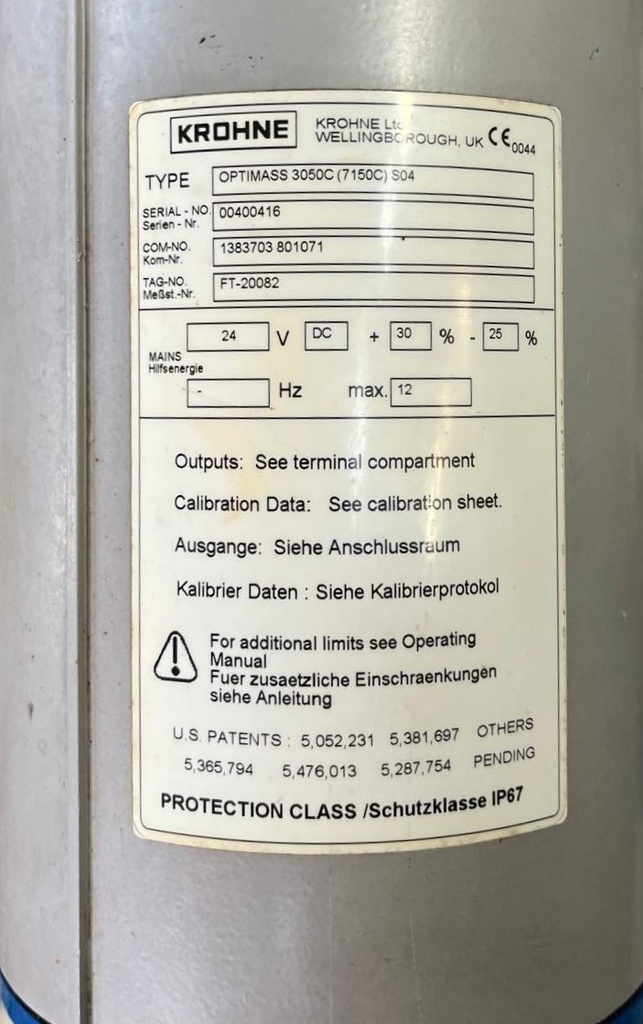 KROHNE
KROHNE Ltd
WELLINGBOROUGH, UK CE 0044
TYPE OPTIMASS 3050C (7150C) S04
SERIAL - NO. 00400416
Serien - Nr.
COM-NO. 1383703 801071
Kom-Nr.
TAG-NO. FT-20082
Meßst.-Nr.
24 V DC + 30 % - 25 %
MAINS
Hilfsenergie
- Hz max. 12
Outputs: See terminal compartment
Calibration Data: See calibration sheet.
Ausgange: Siehe Anschlussraum
Kalibrier Daten : Siehe Kalibrierprotokol
For additional limits see Operating
Manual
Fuer zusaetzliche Einschraenkungen
siehe Anleitung
U.S. PATENTS : 5,052,231 5,381,697 OTHERS
5,365,794 5,476,013 5,287,754 PENDING
PROTECTION CLASS /Schutzklasse IP67